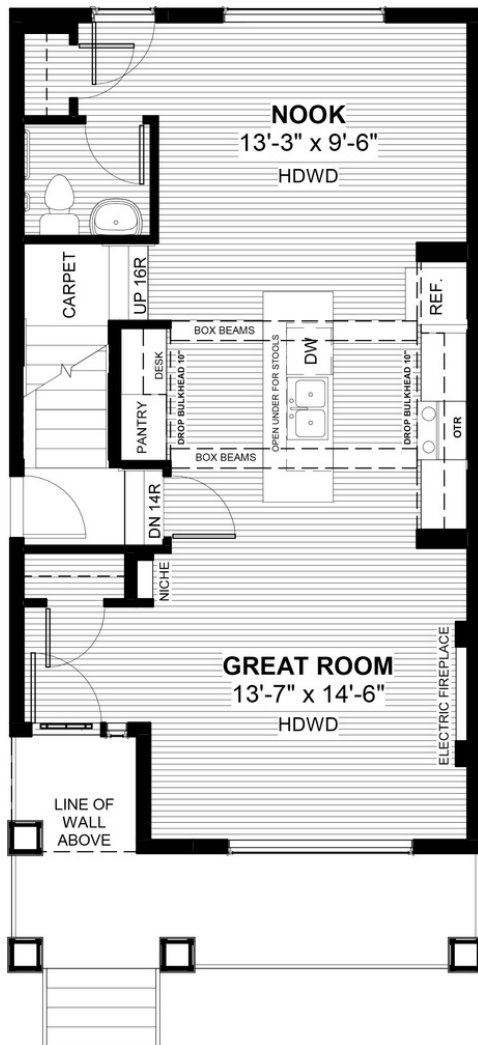 NOOK
13'-3" x 9'-6"
HDWD
CARPET
UP 16R
REF.
BOX BEAMS
DW
DESK
PANTRY
DROP BULKHEAD 10"
OPEN UNDER FOR STOOLS
DROP BULKHEAD 10"
OTR
BOX BEAMS
DN 14R
NICHE
GREAT ROOM
13'-7" x 14'-6"
HDWD
ELECTRIC FIREPLACE
LINE OF
WALL
ABOVE